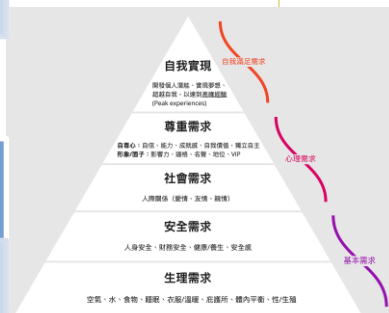 自我實現
開發個人潛能、實現夢想、
超越自我，以達到高峰經驗
(Peak experiences)
自我滿足需求
尊重需求
自尊心：自信、能力、成就感、自我價值、獨立自主
形象/面子：影響力、頭格、名聲、地位、VIP
心理需求
社會需求
人際關係（愛情、友情、親情）
安全需求
人身安全、財務安全、健康/養生、安全感
基本需求
生理需求
空氣、水、食物、睡眠、衣服/溫暖、庇護所、體內平衡、性/生殖